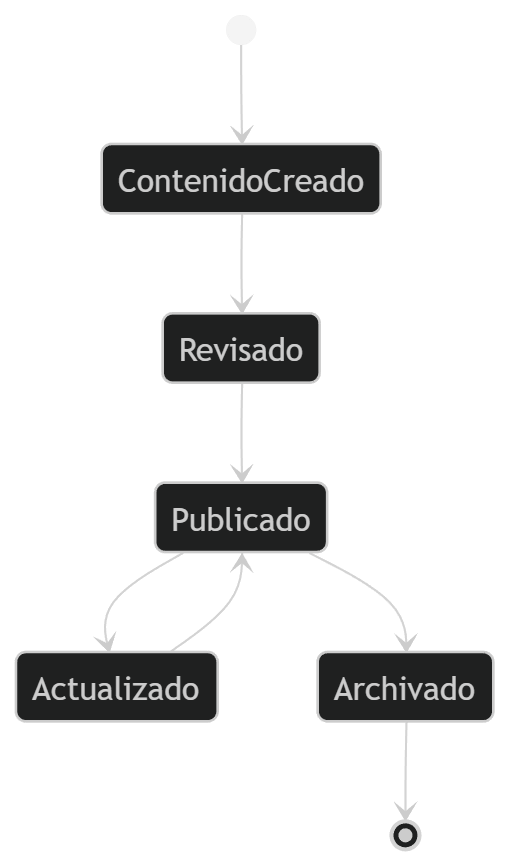 ContenidoCreado
Revisado
Publicado
Actualizado
Archivado